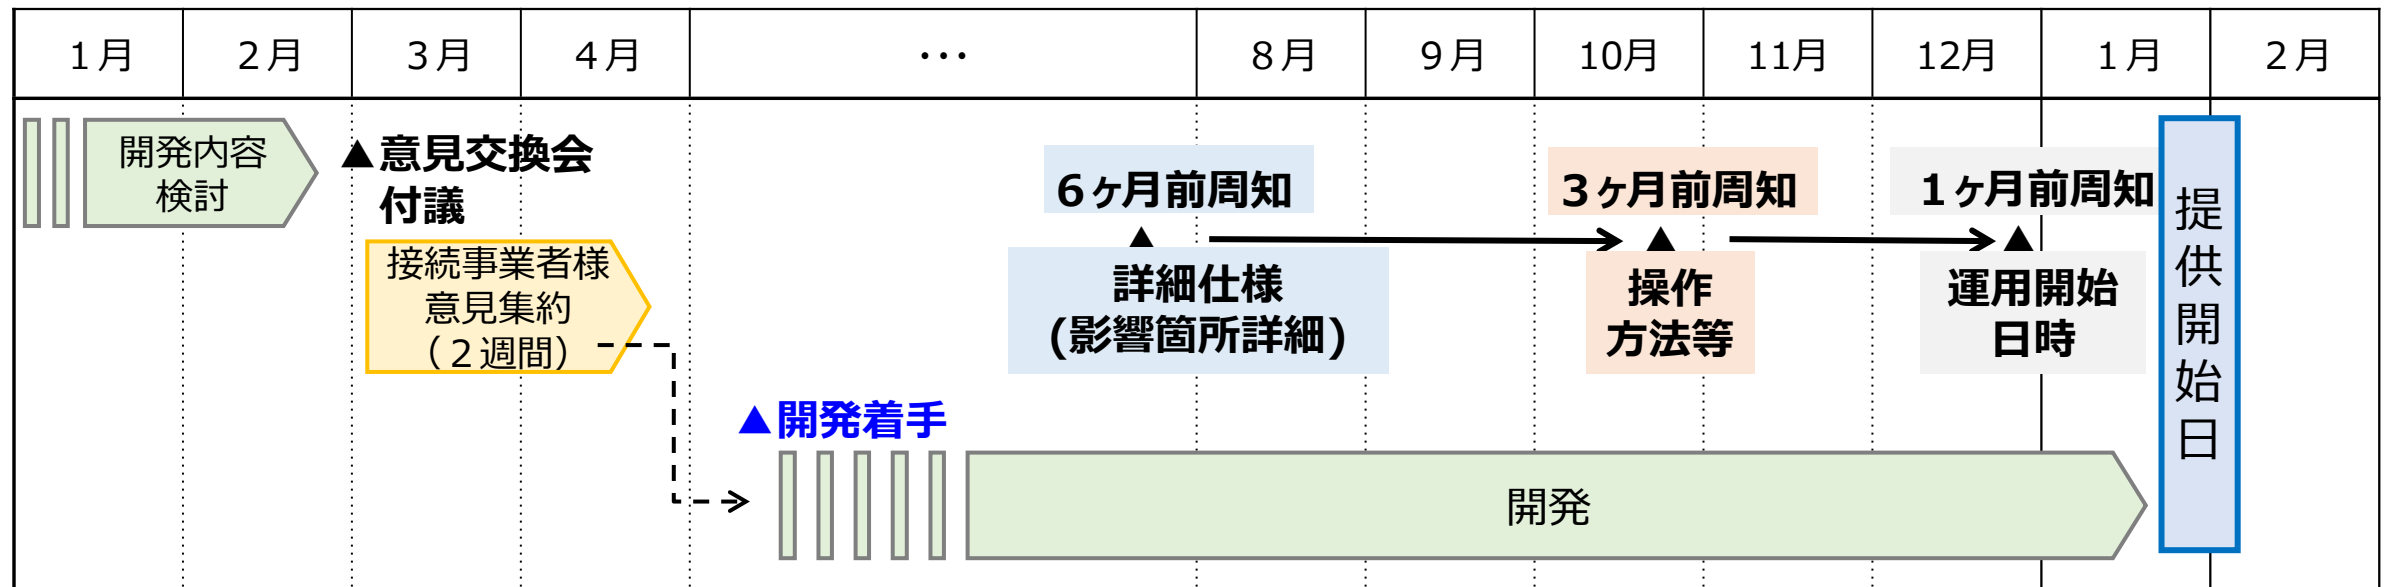 1月
2月
3月
4月
･･･
8月
9月
10月
11月
12月
1月
2月
開発内容
検討
▲意見交換会
付議
接続事業者様
意見集約
（２週間）
6ヶ月前周知
▲
詳細仕様
(影響箇所詳細)
3ヶ月前周知
▲
操作
方法等
1ヶ月前周知
▲
運用開始
日時
提供開始日
▲開発着手
開発